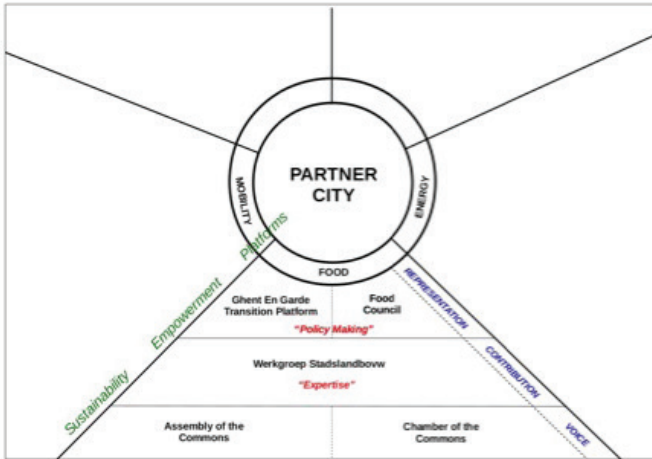 PARTNER
CITY
MOBILITY
ENERGY
FOOD
Sustainability Empowerment Platforms
Ghent En Garde
Transition Platform
Food
Council
"Policy Making"
REPRESENTATION
Werkgroep Stadslandbovw
"Expertise"
CONTRIBUTION
Assembly of the
Commons
Chamber of the
Commons
VOICE